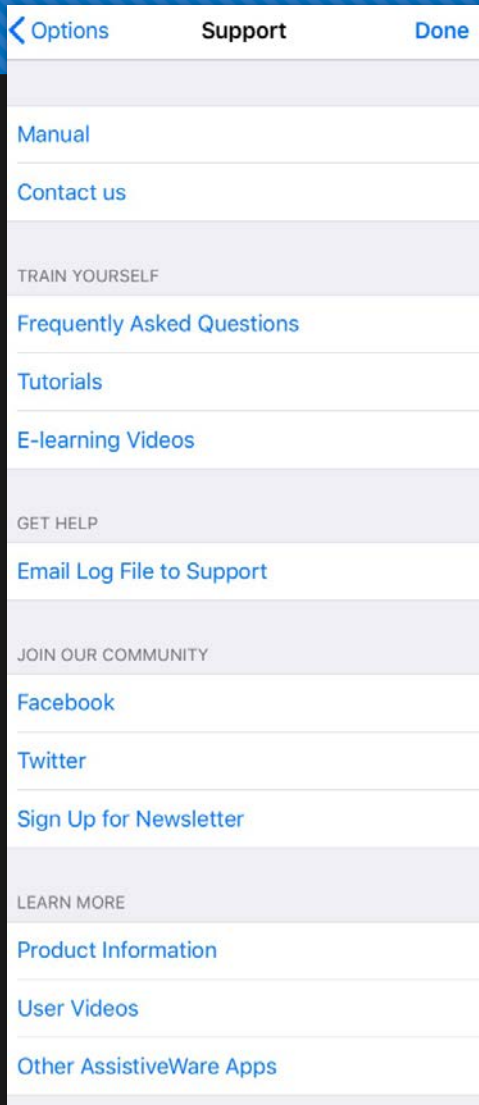 Options Support Done
Manual
Contact us
TRAIN YOURSELF
Frequently Asked Questions
Tutorials
E-learning Videos
GET HELP
Email Log File to Support
JOIN OUR COMMUNITY
Facebook
Twitter
Sign Up for Newsletter
LEARN MORE
Product Information
User Videos
Other AssistiveWare Apps